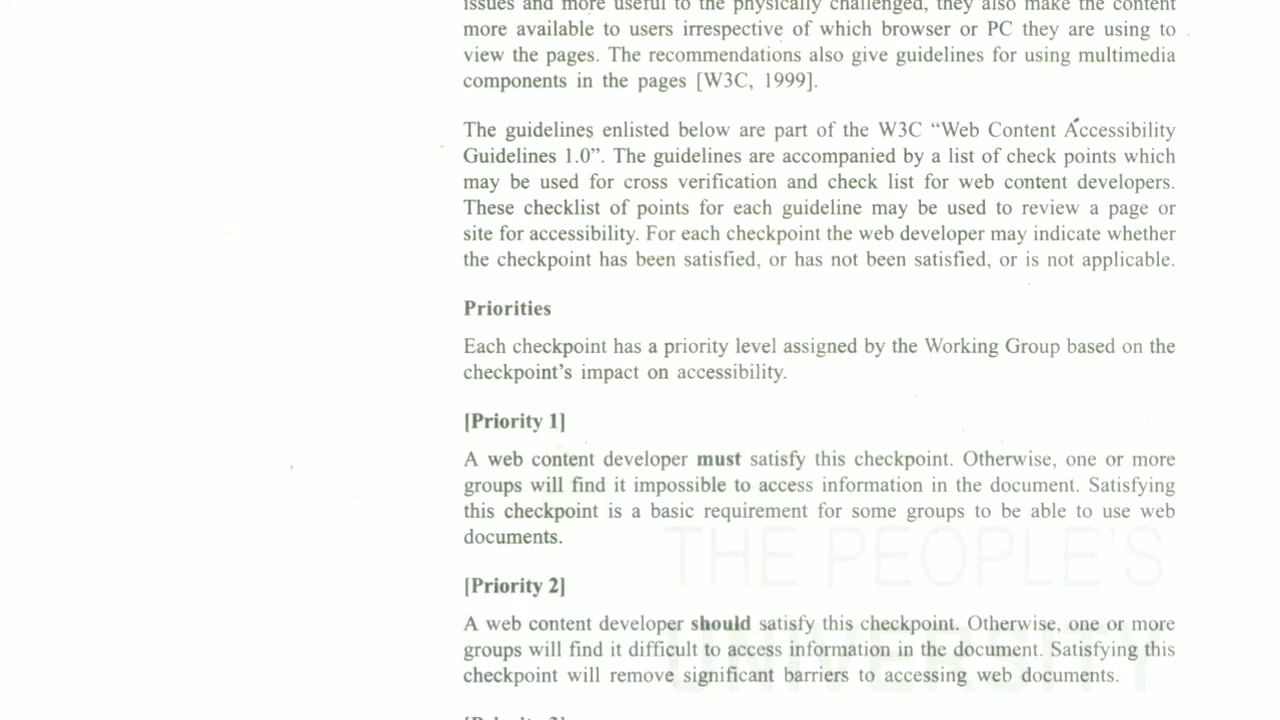 issues and more useful to the physically challenged, they also make the content
more available to users irrespective of which browser or PC they are using to
view the pages. The recommendations also give guidelines for using multimedia
components in the pages [W3C, 1999].
The guidelines enlisted below are part of the W3C “Web Content Accessibility
Guidelines 1.0”. The guidelines are accompanied by a list of check points which
may be used for cross verification and check list for web content developers.
These checklist of points for each guideline may be used to review a page or
site for accessibility. For each checkpoint the web developer may indicate whether
the checkpoint has been satisfied, or has not been satisfied, or is not applicable.
Priorities
Each checkpoint has a priority level assigned by the Working Group based on the
checkpoint’s impact on accessibility.
[Priority 1]
A web content developer must satisfy this checkpoint. Otherwise, one or more
groups will find it impossible to access information in the document. Satisfying
this checkpoint is a basic requirement for some groups to be able to use web
documents.
THE PEOPLE'S
[Priority 2]
A web content developer should satisfy this checkpoint. Otherwise, one or more
groups will find it difficult to access information in the document. Satisfying this
checkpoint will remove significant barriers to accessing web documents.
UNIVERSITY